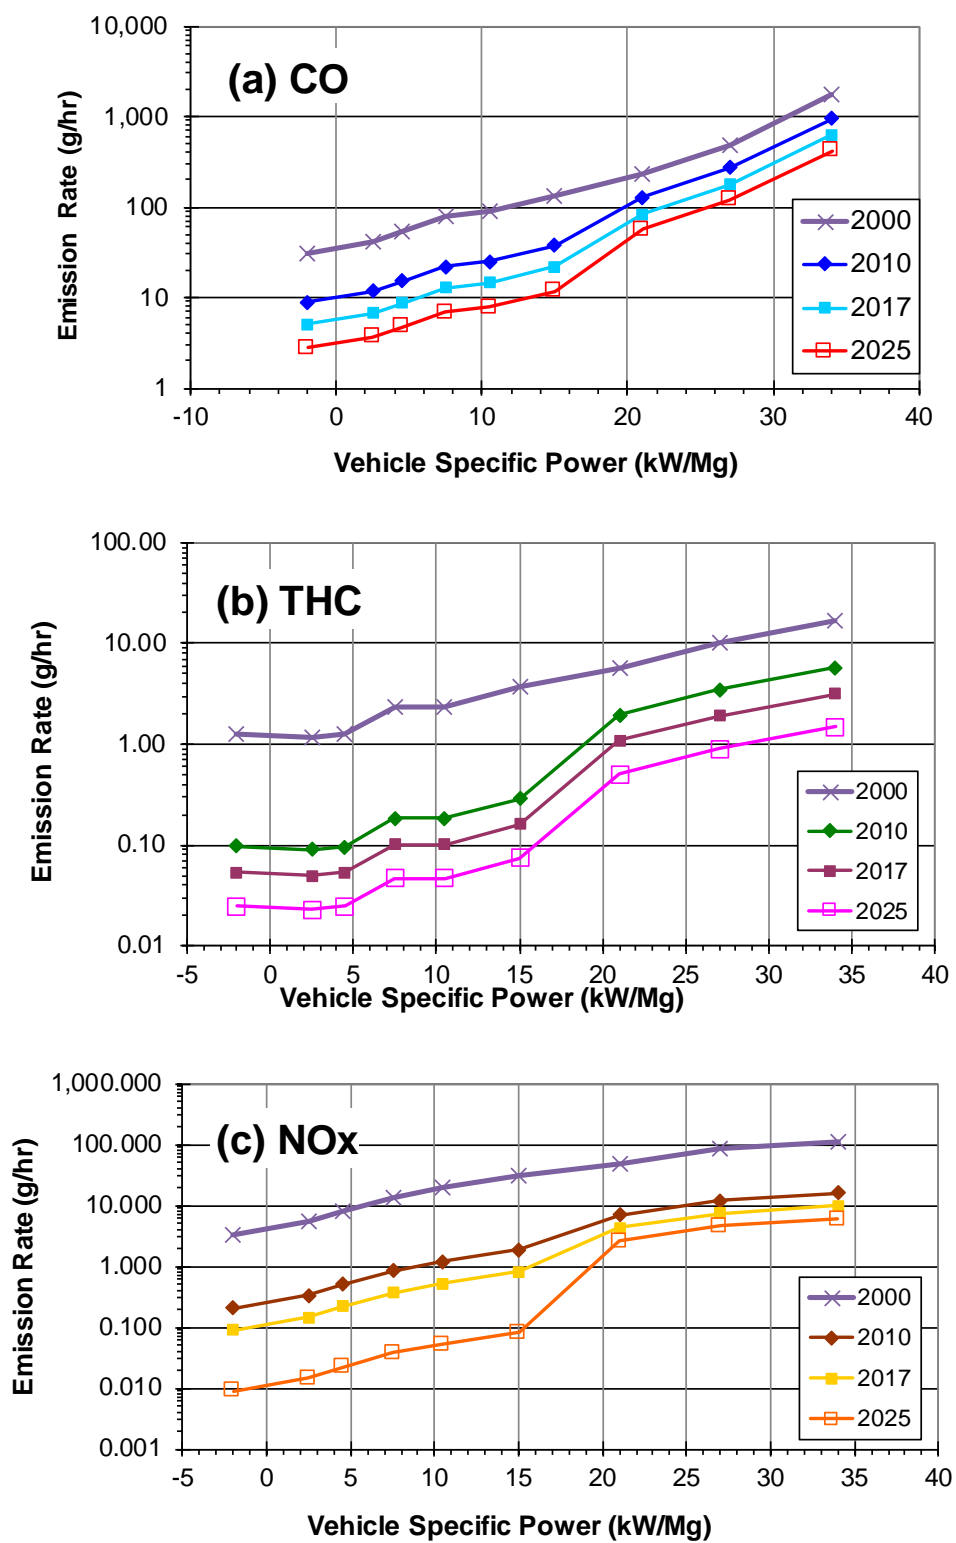 10,000
1,000
100
10
1
Emission Rate (g/hr)
(a) CO
2000
2010
2017
2025
-10 0 10 20 30 40
Vehicle Specific Power (kW/Mg)
100.00
10.00
1.00
0.10
0.01
Emission Rate (g/hr)
(b) THC
2000
2010
2017
2025
-5 0 5 10 15 20 25 30 35 40
Vehicle Specific Power (kW/Mg)
1,000.000
100.000
10.000
1.000
0.100
0.010
0.001
Emission Rate (g/hr)
(c) NOx
2000
2010
2017
2025
-5 0 5 10 15 20 25 30 35 40
Vehicle Specific Power (kW/Mg)